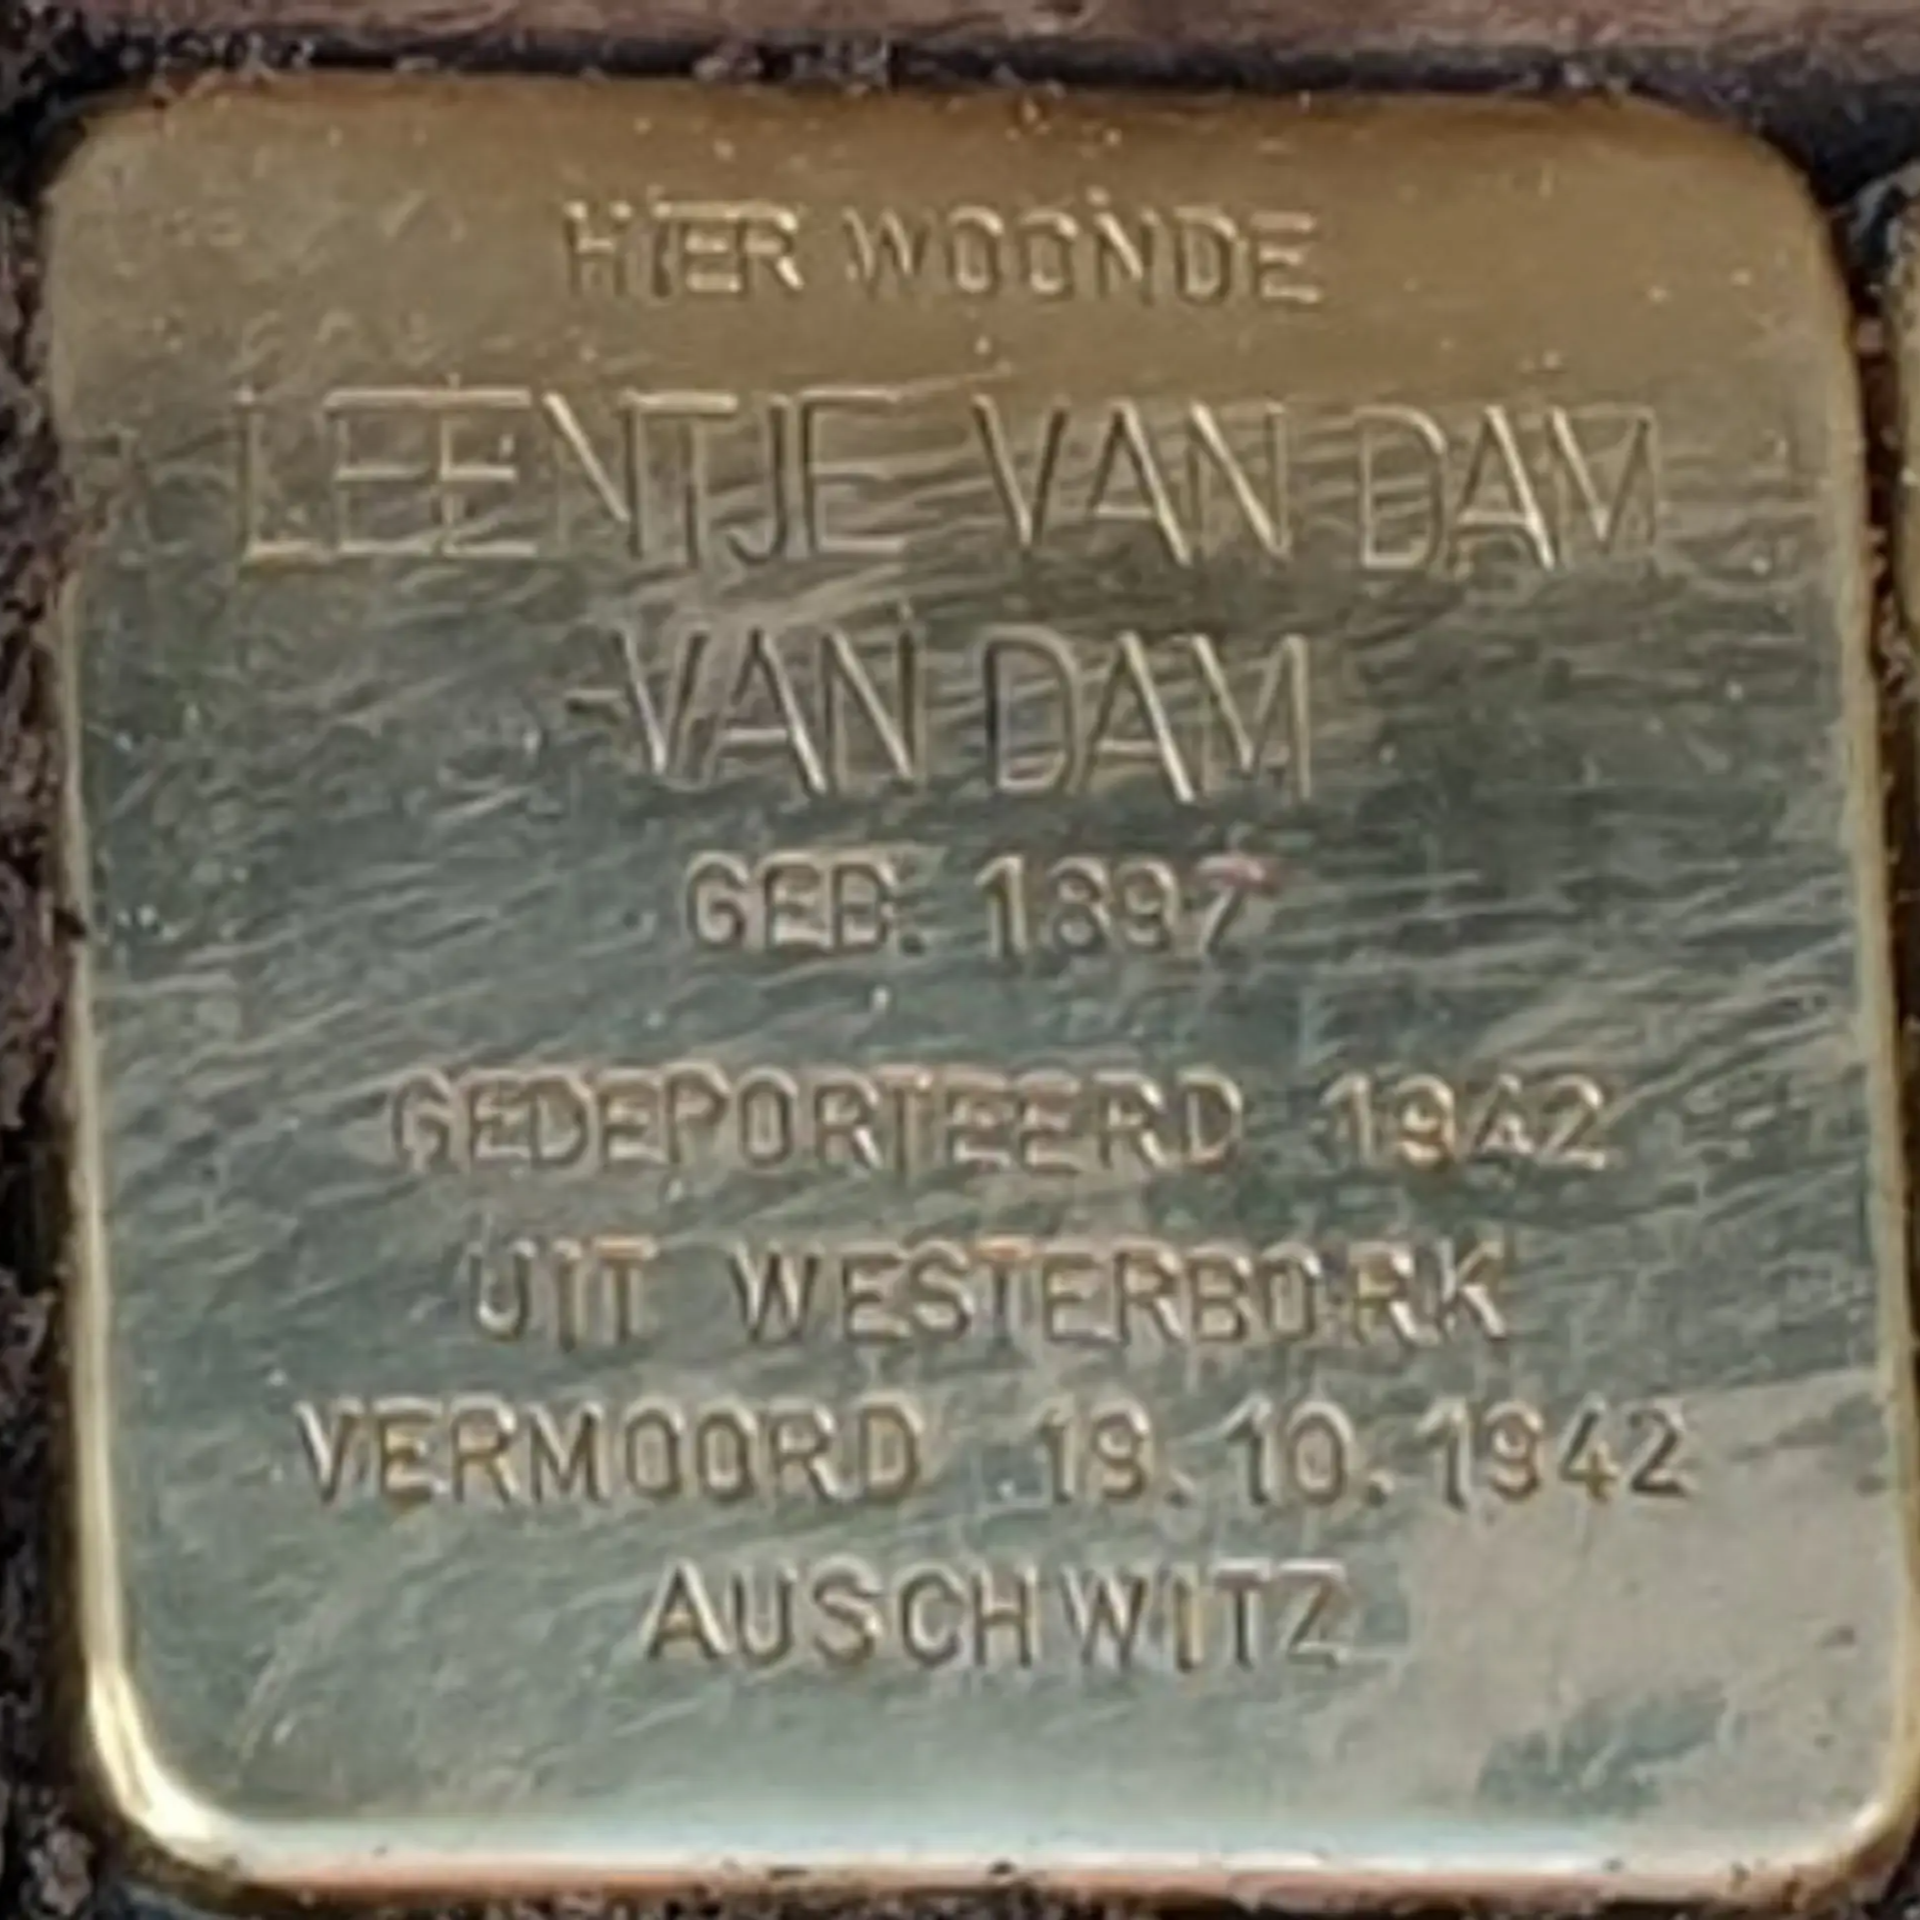 HIER WOONDE
LEENTJE VAN DAM
-VAN DAM
GEB. 1897
GEDEPORTEERD 1942
UIT WESTERBORK
VERMOORD 19.10.1942
AUSCHWITZ